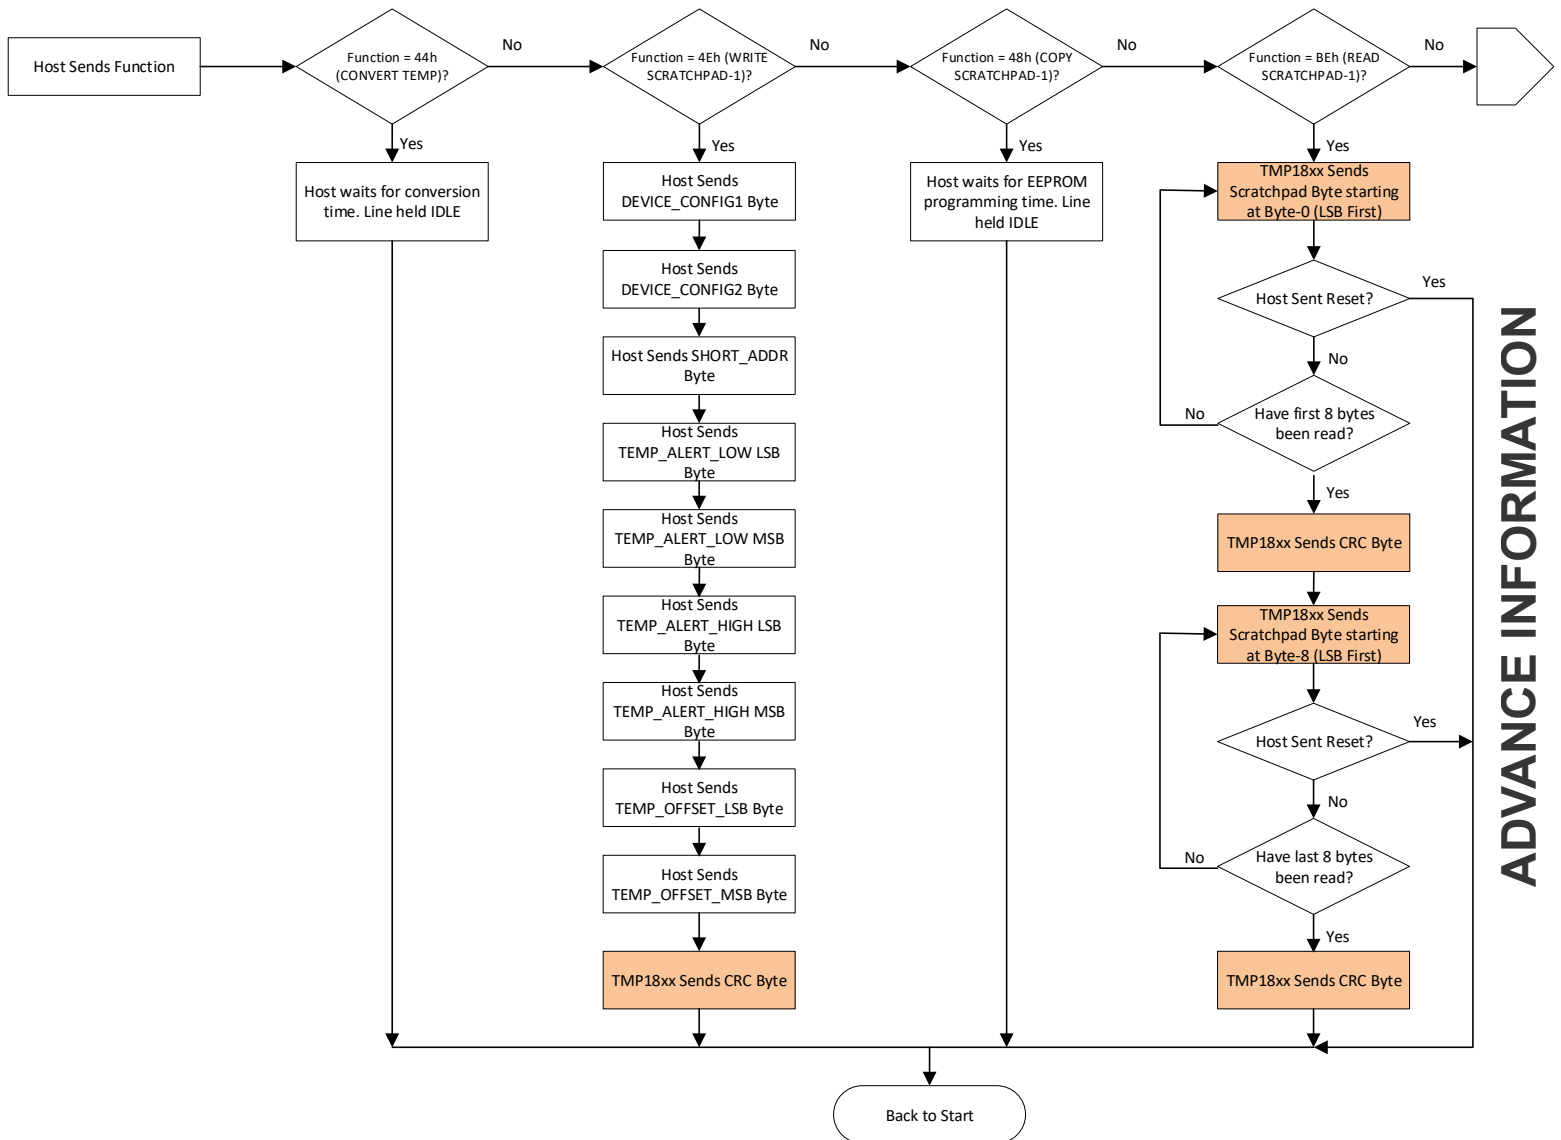 Host Sends Function
Function = 44h
(CONVERT TEMP)?
No
Function = 4Eh (WRITE
SCRATCHPAD-1)?
No
Function = 48h (COPY
SCRATCHPAD-1)?
No
Function = BEh (READ
SCRATCHPAD-1)?
No
Yes
Host waits for conversion
time. Line held IDLE
Yes
Host Sends
DEVICE_CONFIG1 Byte
Host Sends
DEVICE_CONFIG2 Byte
Host Sends SHORT_ADDR
Byte
Host Sends
TEMP_ALERT_LOW LSB
Byte
Host Sends
TEMP_ALERT_LOW MSB
Byte
Host Sends
TEMP_ALERT_HIGH LSB
Byte
Host Sends
TEMP_ALERT_HIGH MSB
Byte
Host Sends
TEMP_OFFSET_LSB Byte
Host Sends
TEMP_OFFSET_MSB Byte
TMP18xx Sends CRC Byte
Yes
Host waits for EEPROM
programming time. Line
held IDLE
Yes
TMP18xx Sends
Scratchpad Byte starting
at Byte-0 (LSB First)
Host Sent Reset?
Yes
No
Have first 8 bytes
been read?
No
Yes
TMP18xx Sends CRC Byte
TMP18xx Sends
Scratchpad Byte starting
at Byte-8 (LSB First)
Host Sent Reset?
Yes
No
Have last 8 bytes
been read?
No
Yes
TMP18xx Sends CRC Byte
Back to Start
ADVANCE INFORMATION